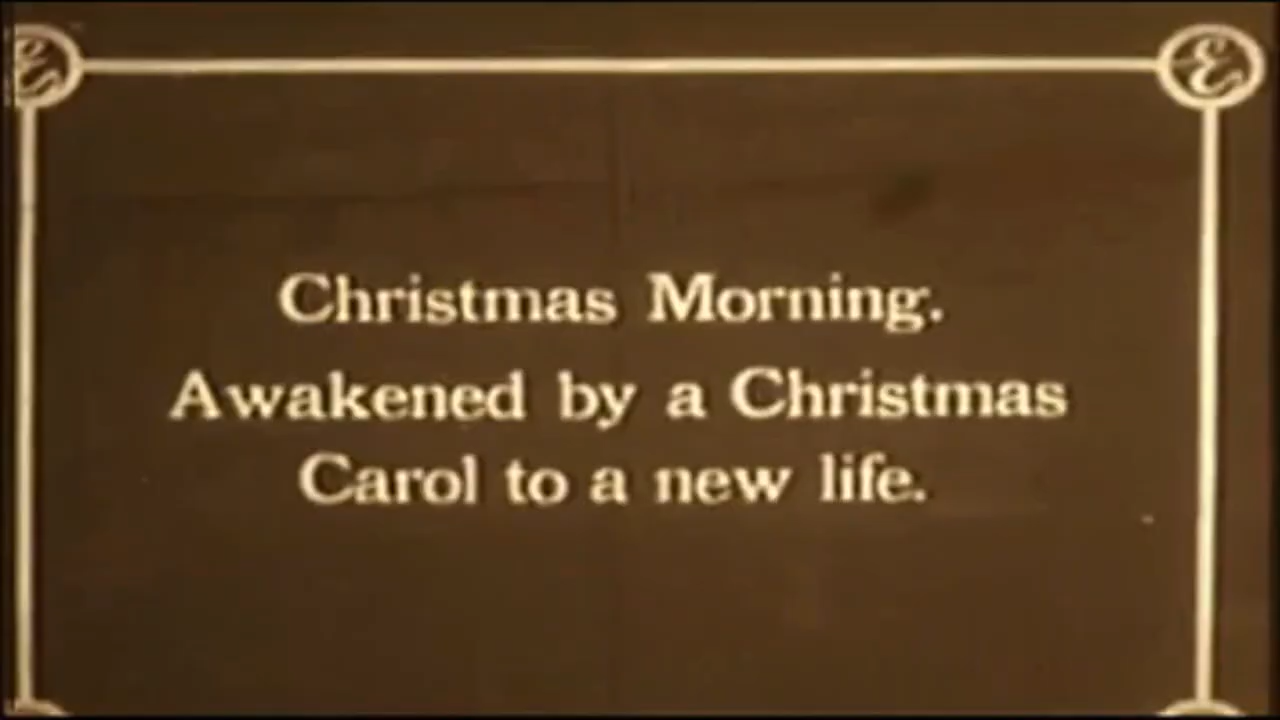 E
E
Christmas Morning.
Awakened by a Christmas
Carol to a new life.